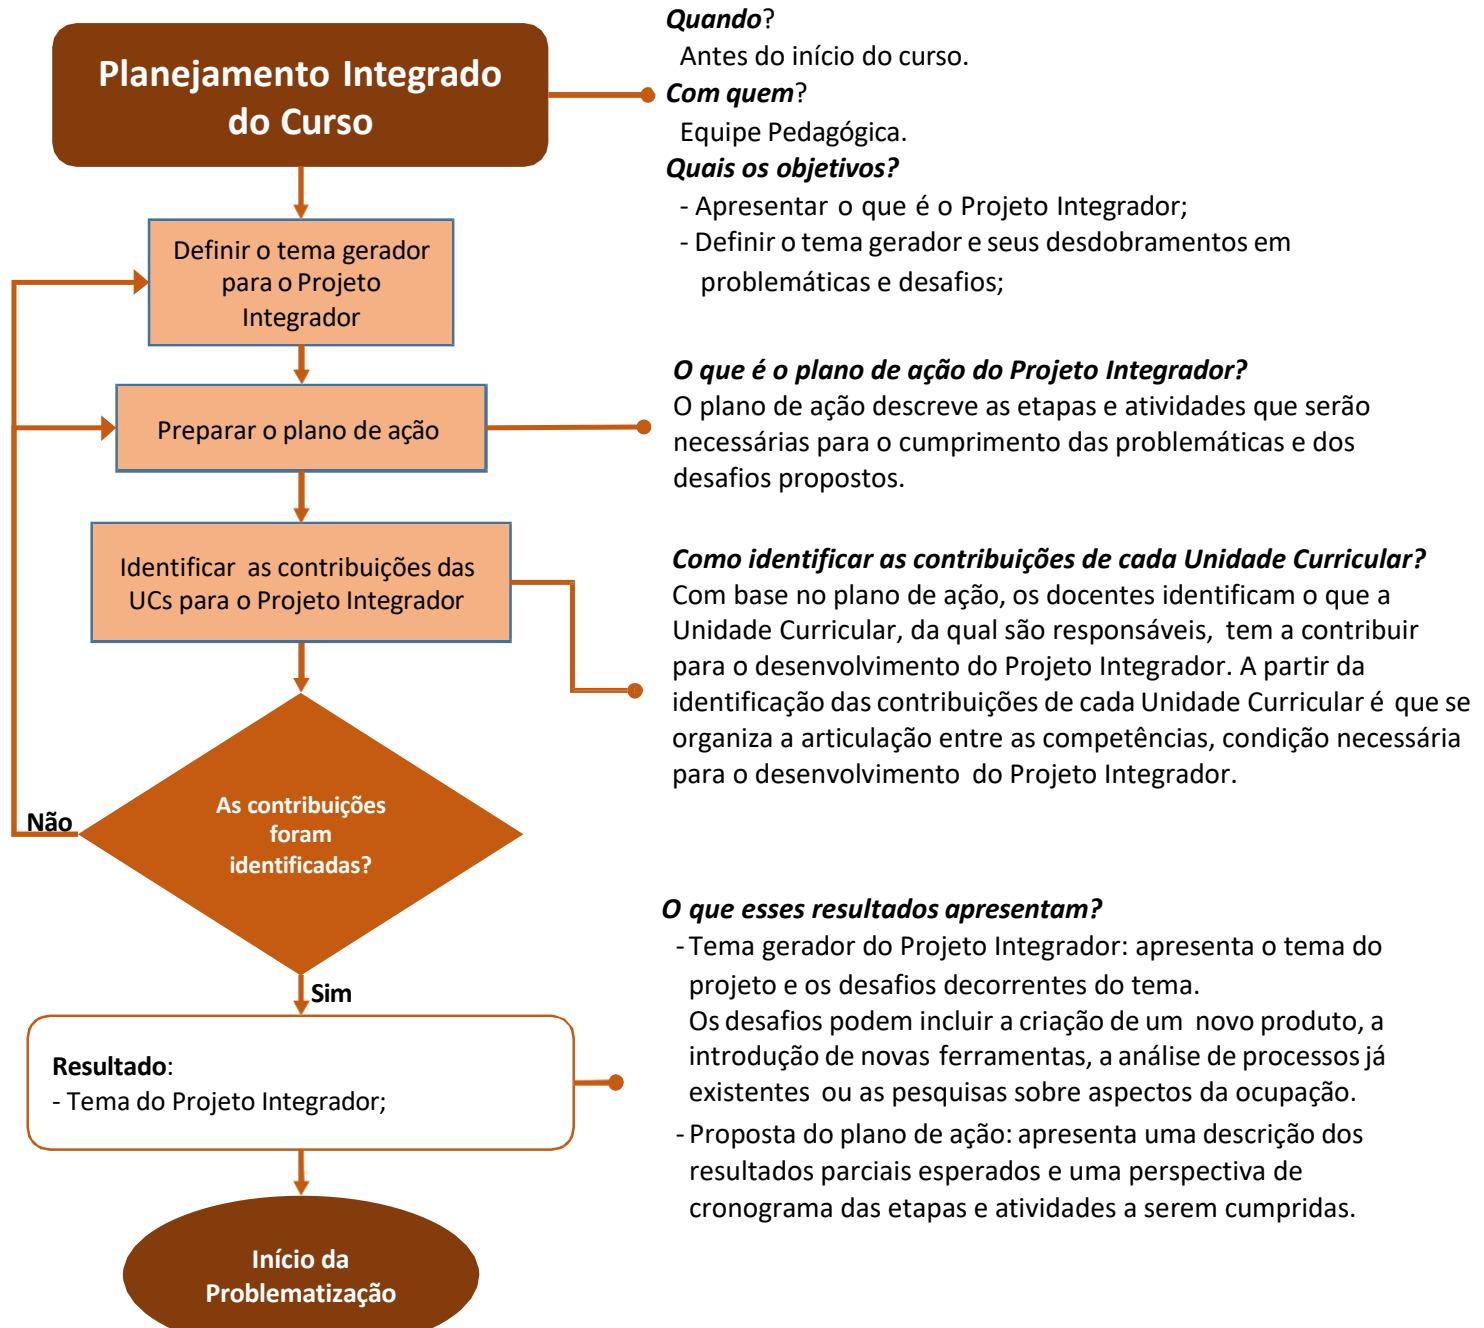 Planejamento Integrado
do Curso
Quando?
Antes do início do curso.
Com quem?
Equipe Pedagógica.
Quais os objetivos?
- Apresentar o que é o Projeto Integrador;
- Definir o tema gerador e seus desdobramentos em
problemáticas e desafios;
Definir o tema gerador
para o Projeto
Integrador
Preparar o plano de ação
O que é o plano de ação do Projeto Integrador?
O plano de ação descreve as etapas e atividades que serão
necessárias para o cumprimento das problemáticas e dos
desafios propostos.
Identificar as contribuições das
UCs para o Projeto Integrador
Como identificar as contribuições de cada Unidade Curricular?
Com base no plano de ação, os docentes identificam o que a
Unidade Curricular, da qual são responsáveis, tem a contribuir
para o desenvolvimento do Projeto Integrador. A partir da
identificação das contribuições de cada Unidade Curricular é que se
organiza a articulação entre as competências, condição necessária
para o desenvolvimento do Projeto Integrador.
As contribuições
foram
identificadas?
Não
Sim
Resultado:
- Tema do Projeto Integrador;
O que esses resultados apresentam?
- Tema gerador do Projeto Integrador: apresenta o tema do
projeto e os desafios decorrentes do tema.
Os desafios podem incluir a criação de um novo produto, a
introdução de novas ferramentas, a análise de processos já
existentes ou as pesquisas sobre aspectos da ocupação.
- Proposta do plano de ação: apresenta uma descrição dos
resultados parciais esperados e uma perspectiva de
cronograma das etapas e atividades a serem cumpridas.
Início da
Problematização